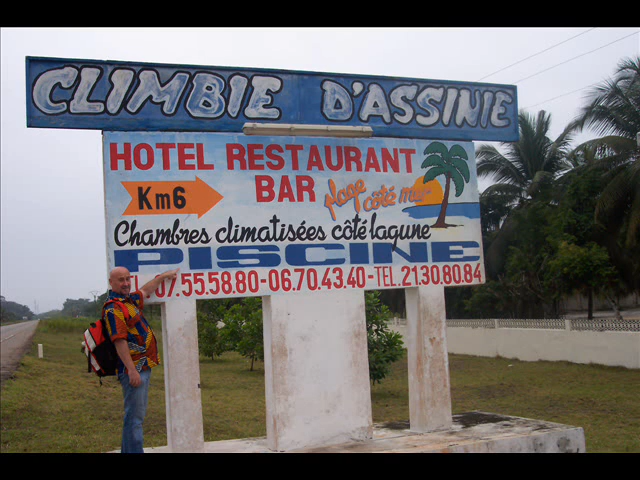 CLIMBIE D'ASSINIE
HOTEL RESTAURANT
BAR
Km6
plage
côté mer
Chambres climatisées côté lagune
PISCINE
07.55.58.80-06.70.43.40-TEL.21.30.80.84